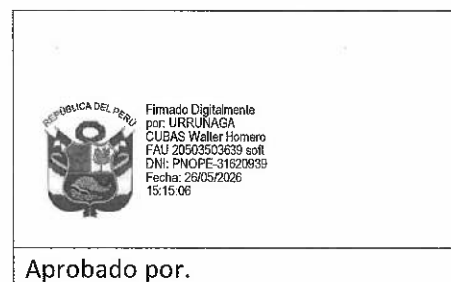 REPÚBLICA DEL PERÚ
Firmado Digitalmente
por: URRUNAGA
CUBAS Walter Homero
FAU 20503503639 soft
DNI: PNOPE-31620939
Fecha: 26/05/2026
15:15:06
Aprobado por.